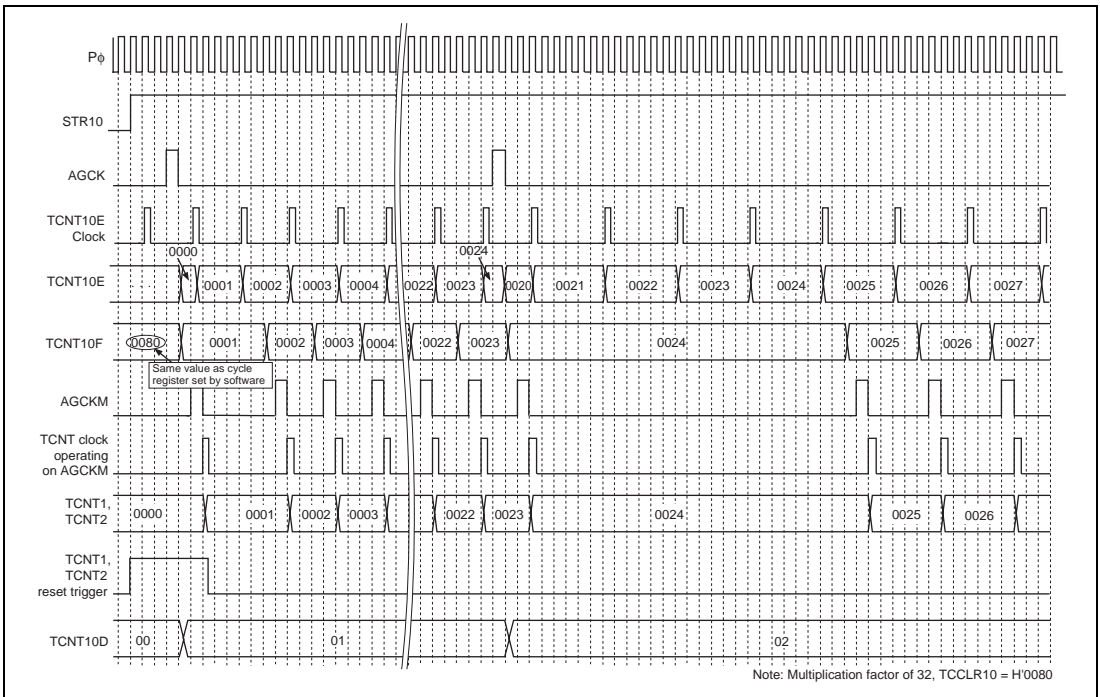 Pϕ
STR10
AGCK
TCNT10E
Clock
0000
0024
TCNT10E
. . .
0001 0002 0003 0004 0022 0023 0020 0021 0022 0023 0024 0025 0026 0027
TCNT10F
0080 0001 0002 0003 0004 0022 0023 0024 0025 0026 0027
Same value as cycle
register set by software
AGCKM
TCNT clock
operating
on AGCKM
TCNT1,
TCNT2
0000 0001 0002 0003 0022 0023 0024 0025 0026
TCNT1,
TCNT2
reset trigger
TCNT10D
00 01 02
Note: Multiplication factor of 32, TCCLR10 = H'0080